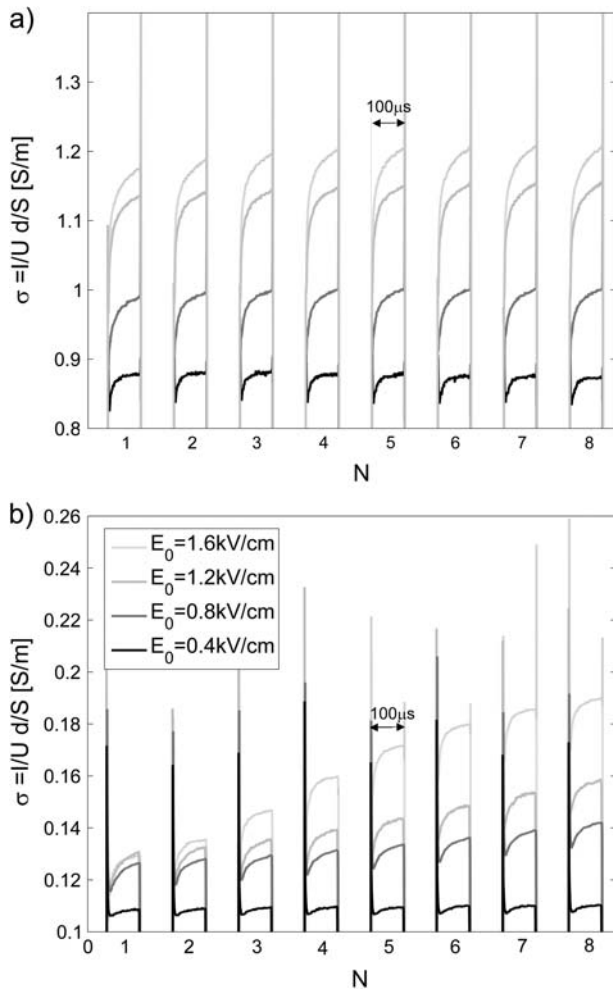 a)
σ =I/U d/S [S/m]
1.3
1.2
1.1
1
0.9
0.8
100μs
1 2 3 4 5 6 7 8
N
b)
σ =I/U d/S [S/m]
0.26
0.24
0.22
0.2
0.18
0.16
0.14
0.12
0.1
E0=1.6kV/cm
E0=1.2kV/cm
E0=0.8kV/cm
E0=0.4kV/cm
100μs
0 1 2 3 4 5 6 7 8
N